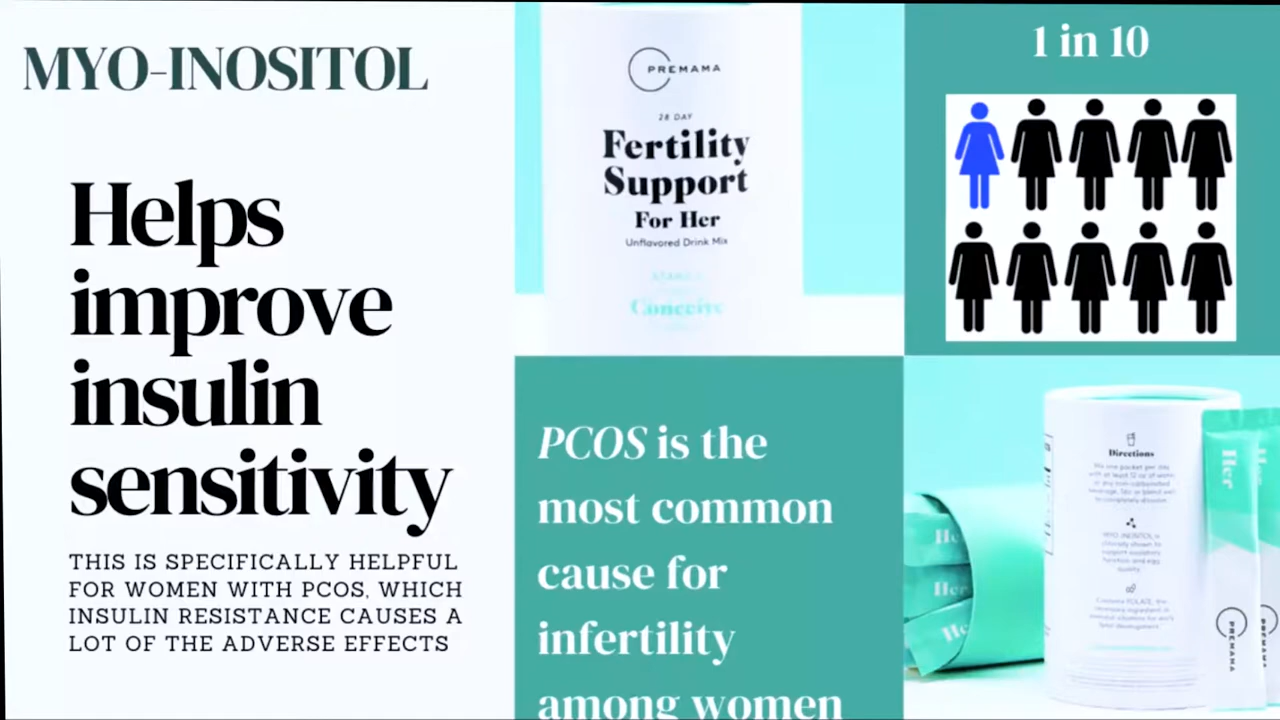 MYO-INOSITOL
Helps
improve
insulin
sensitivity
THIS IS SPECIFICALLY HELPFUL
FOR WOMEN WITH PCOS, WHICH
INSULIN RESISTANCE CAUSES A
LOT OF THE ADVERSE EFFECTS
PREMAMA
28 DAY
Fertility
Support
For Her
Unflavored Drink Mix
Conceive
1 in 10
PCOS is the
most common
cause for
infertility
among women
Directions
Her
Her
PREMAMA
PREMAMA